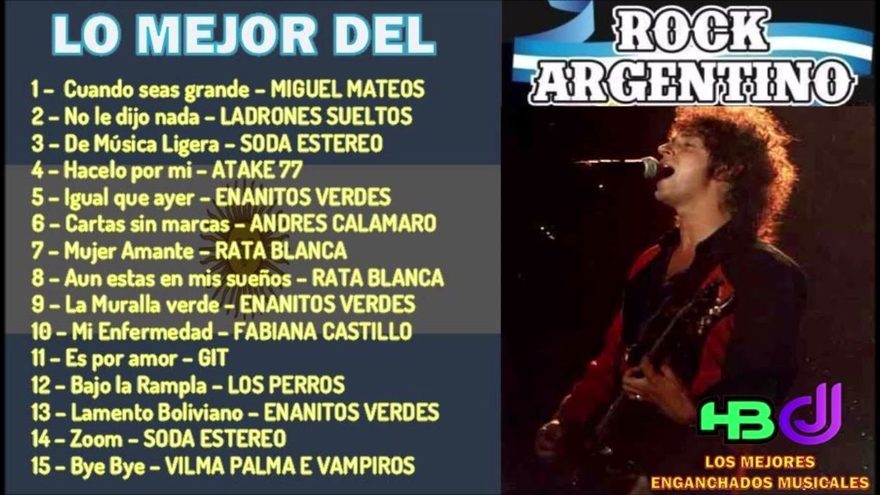 LO MEJOR DEL
1 - Cuando seas grande - MIGUEL MATEOS
2 - No le dijo nada - LADRONES SUELTOS
3 - De Música Ligera - SODA ESTEREO
4 - Hacelo por mi - ATAKE 77
5 - Igual que ayer - ENANITOS VERDES
6 - Cartas sin marcas - ANDRES CALAMARO
7 - Mujer Amante - RATA BLANCA
8 - Aun estas en mis sueños - RATA BLANCA
9 - La Muralla verde - ENANITOS VERDES
10 - Mi Enfermedad - FABIANA CASTILLO
11 - Es por amor - GIT
12 - Bajo la Rampla - LOS PERROS
13 - Lamento Boliviano - ENANITOS VERDES
14 - Zoom - SODA ESTEREO
15 - Bye Bye - VILMA PALMA E VAMPIROS
ROCK
ARGENTINO
HB DJ
LOS MEJORES
ENGANCHADOS MUSICALES